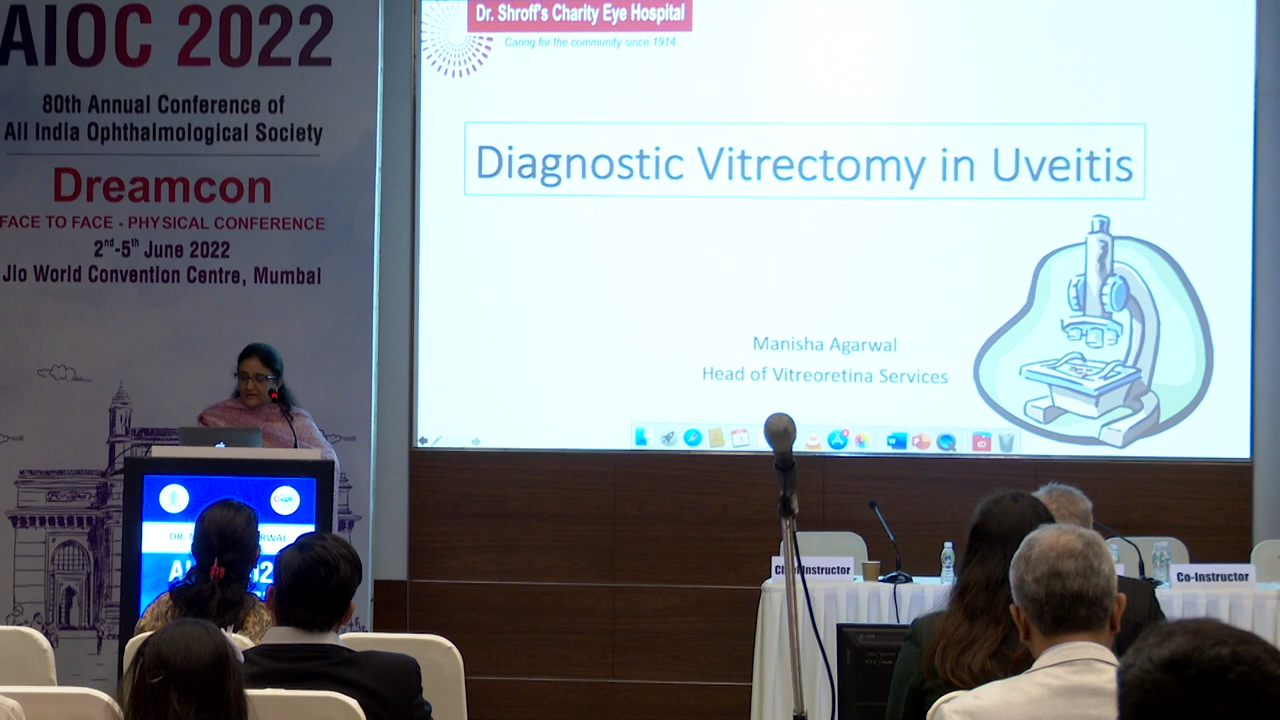 AIOC 2022
80th Annual Conference of
All India Ophthalmological Society
Dreamcon
FACE TO FACE - PHYSICAL CONFERENCE
2nd-5th June 2022
Jio World Convention Centre, Mumbai
Dr. Shroff's Charity Eye Hospital
Caring for the community since 1914...
Diagnostic Vitrectomy in Uveitis
Manisha Agarwal
Head of Vitreoretina Services
DR.
Instructor
Co-Instructor